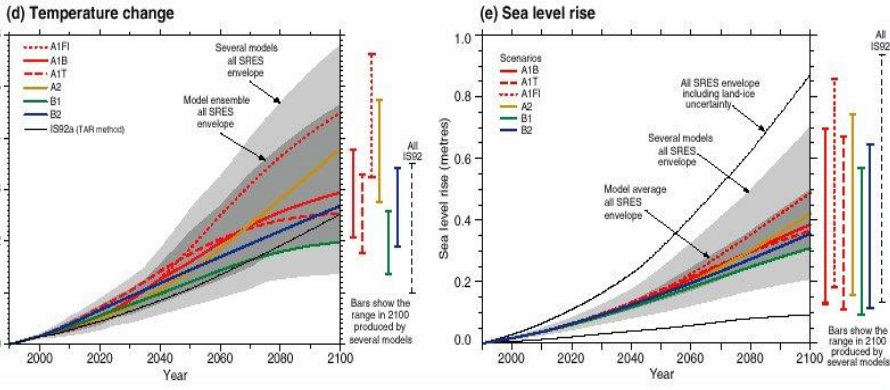 (d) Temperature change
A1FI
A1B
A1T
A2
B1
B2
IS92a (TAR method)
Several models
all SRES
envelope
Model ensemble
all SRES
envelope
All
IS92
Bars show the
range in 2100
produced by
several models
2000
2020
2040
2060
2080
2100
Year
(e) Sea level rise
Sea level rise (metres)
1.0
0.8
0.6
0.4
0.2
0.0
Scenarios
A1B
A1T
A1FI
A2
B1
B2
All SRES envelope
including land-ice
uncertainty
Several models
all SRES
envelope
Model average
all SRES
envelope
All
IS92
Bars show the
range in 2100
produced by
several models
2000
2020
2040
2060
2080
2100
Year